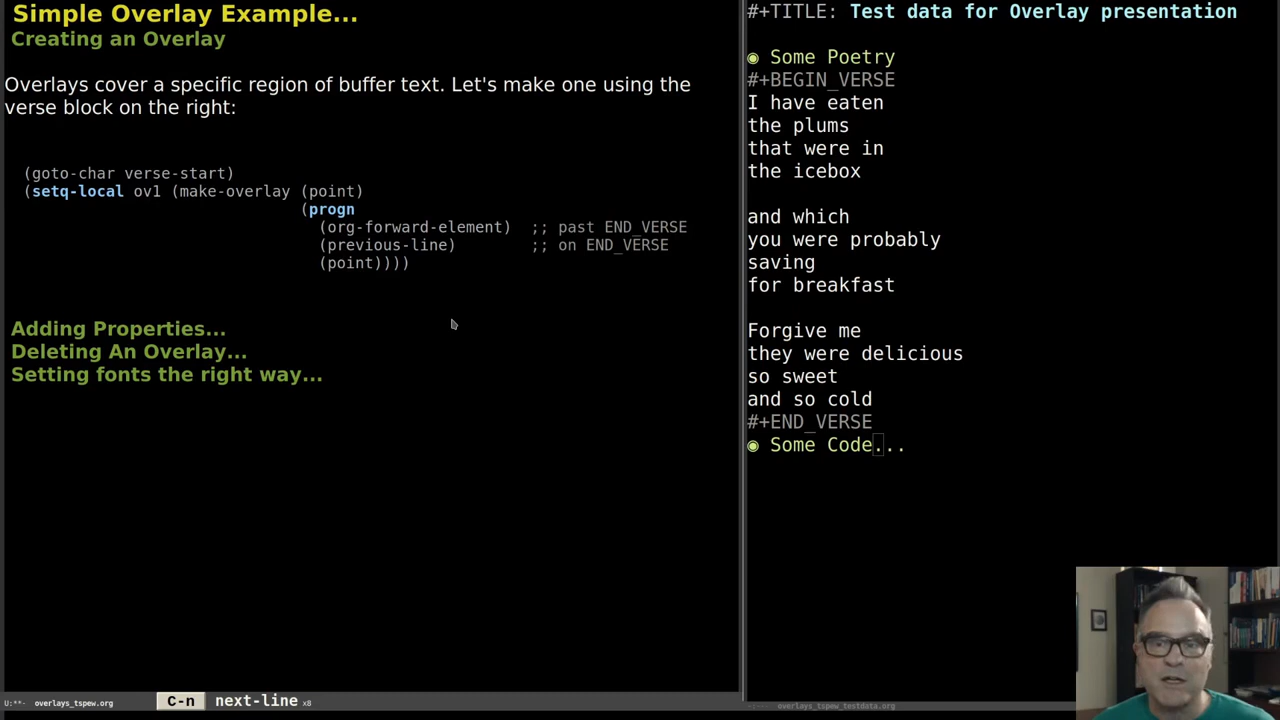 Simple Overlay Example...
Creating an Overlay
Overlays cover a specific region of buffer text. Let's make one using the
verse block on the right:
(goto-char verse-start)
(setq-local ov1 (make-overlay (point)
(progn
(org-forward-element)  ;; past END_VERSE
(previous-line)        ;; on END_VERSE
(point))))
Adding Properties...
Deleting An Overlay...
Setting fonts the right way...
U:**-  overlays_tspew.org  C-n  next-line x8
#+TITLE: Test data for Overlay presentation
◉ Some Poetry
#+BEGIN_VERSE
I have eaten
the plums
that were in
the icebox
and which
you were probably
saving
for breakfast
Forgive me
they were delicious
so sweet
and so cold
#+END_VERSE
◉ Some Code...
-:---  overlays_tspew_testdata.org